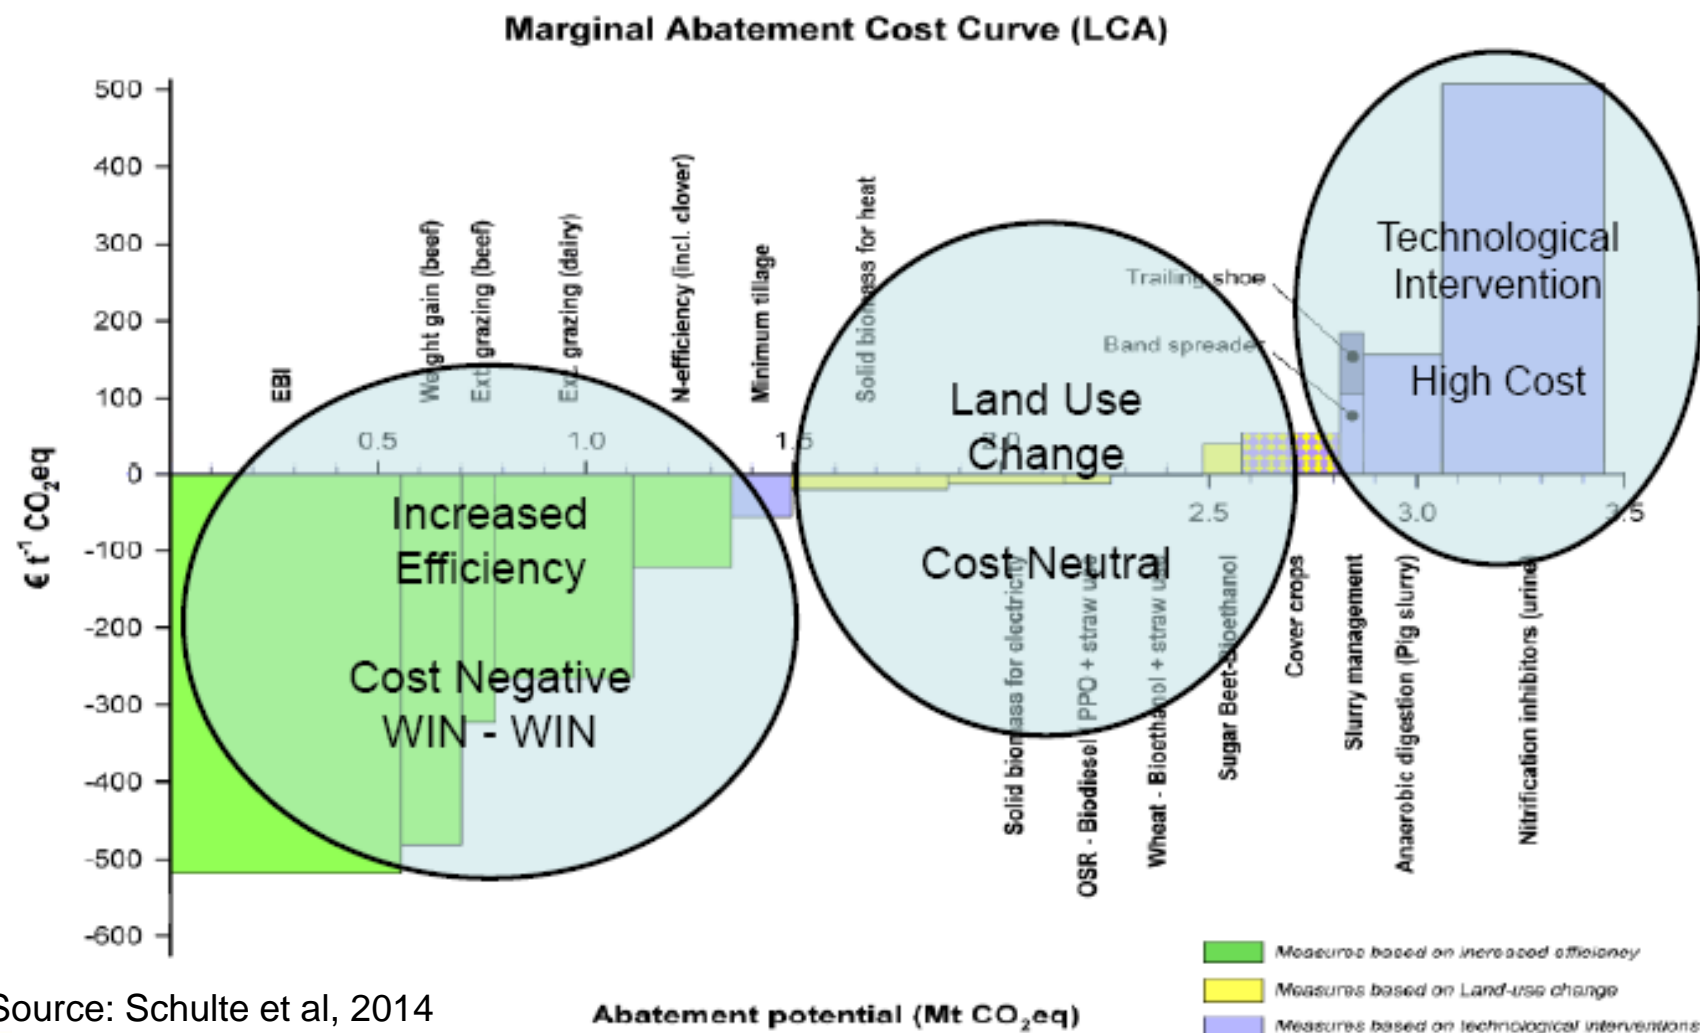 Marginal Abatement Cost Curve (LCA)
500
400
300
200
100
0
-100
-200
-300
-400
-500
-600
€ t⁻¹ CO₂eq
0.5
1.0
1.5
2.0
2.5
3.0
3.5
EBI
Weight gain (beef)
Ext. grazing (beef)
Ext. grazing (dairy)
N-efficiency (incl. clover)
Minimum tillage
Solid biomass for heat
Trailing shoe
Band spreader
Solid biomass for electricity
OSR - Biodiesel PPO + straw
Wheat - Bioethanol + straw
Sugar Beet-Bioethanol
Cover crops
Slurry management
Anaerobic digestion (Pig slurry)
Nitrification inhibitors (urine)
Increased
Efficiency
Cost Negative
WIN - WIN
Land Use
Change
Cost Neutral
Technological
Intervention
High Cost
Measures based on increased efficiency
Measures based on Land-use change
Measures based on technological interventions
Source: Schulte et al, 2014
Abatement potential (Mt CO₂eq)